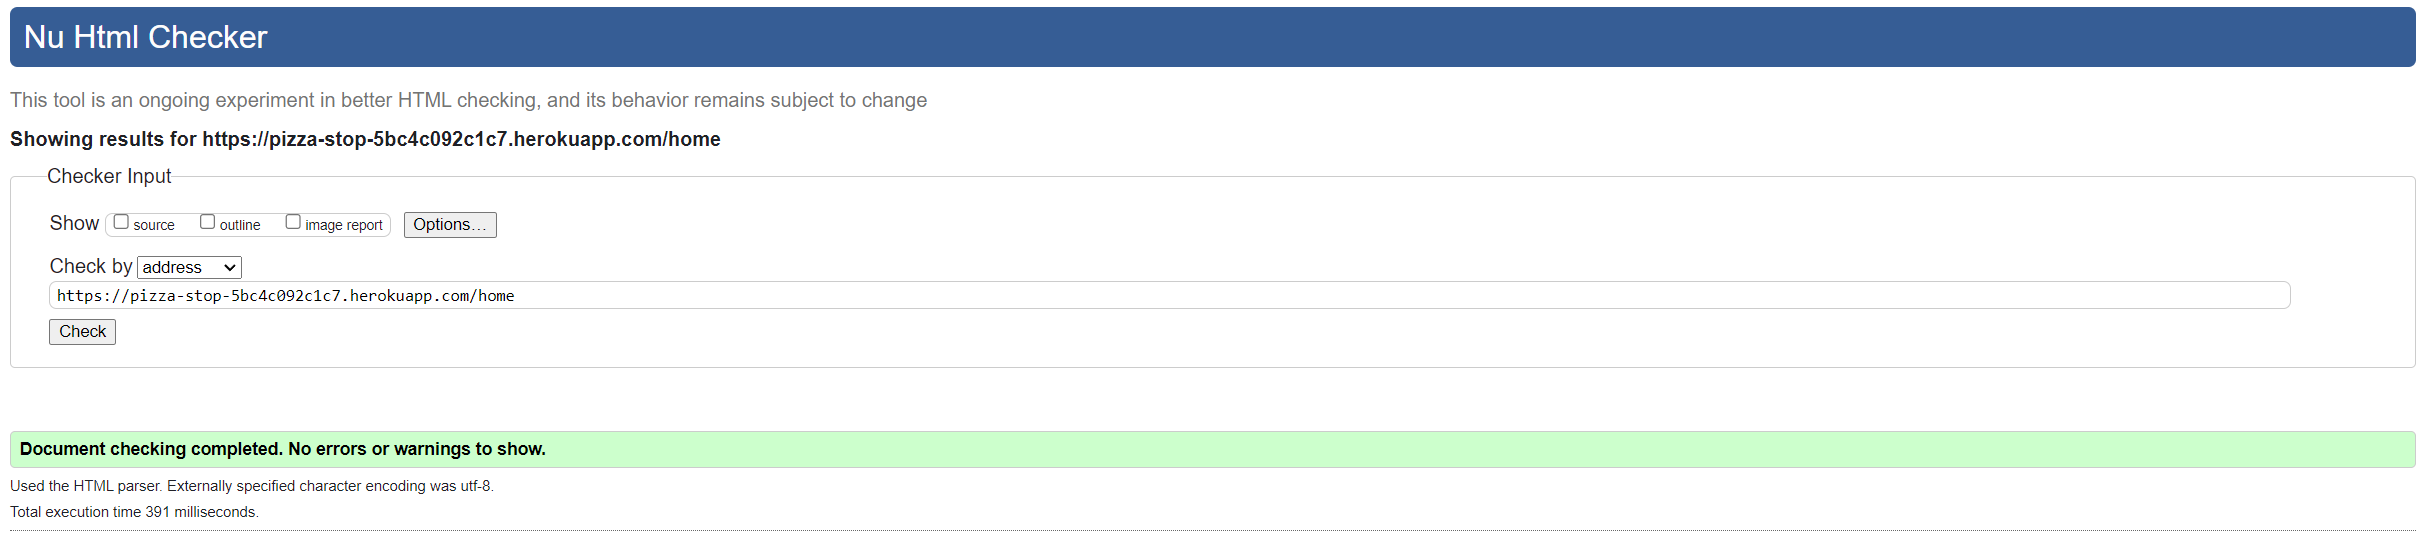 Nu Html Checker
This tool is an ongoing experiment in better HTML checking, and its behavior remains subject to change
Showing results for https://pizza-stop-5bc4c092c1c7.herokuapp.com/home
Checker Input
Show source outline image report Options...
Check by address
https://pizza-stop-5bc4c092c1c7.herokuapp.com/home
Check
Document checking completed. No errors or warnings to show.
Used the HTML parser. Externally specified character encoding was utf-8.
Total execution time 391 milliseconds.